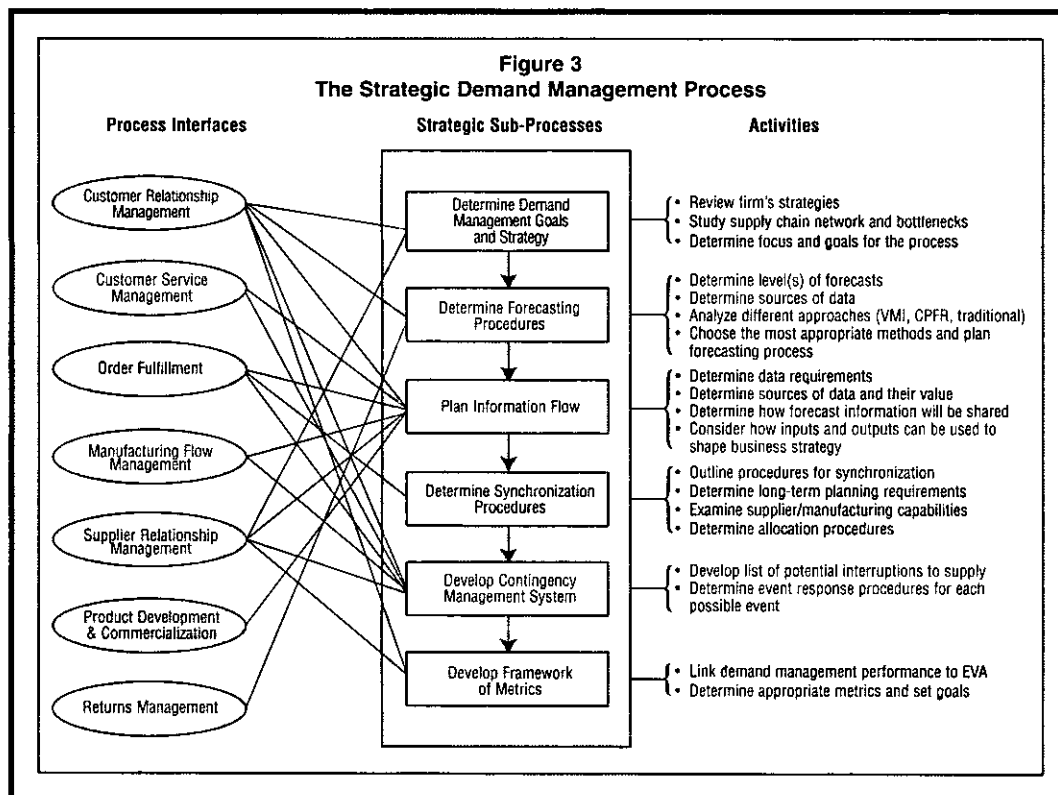 Figure 3
The Strategic Demand Management Process
Process Interfaces
Strategic Sub-Processes
Activities
Customer Relationship
Management
Customer Service
Management
Order Fulfillment
Manufacturing Flow
Management
Supplier Relationship
Management
Product Development
& Commercialization
Returns Management
Determine Demand
Management Goals
and Strategy
Determine Forecasting
Procedures
Plan Information Flow
Determine Synchronization
Procedures
Develop Contingency
Management System
Develop Framework
of Metrics
• Review firm's strategies
• Study supply chain network and bottlenecks
• Determine focus and goals for the process
• Determine level(s) of forecasts
• Determine sources of data
• Analyze different approaches (VMI, CPFR, traditional)
• Choose the most appropriate methods and plan
forecasting process
• Determine data requirements
• Determine sources of data and their value
• Determine how forecast information will be shared
• Consider how inputs and outputs can be used to
shape business strategy
• Outline procedures for synchronization
• Determine long-term planning requirements
• Examine supplier/manufacturing capabilities
• Determine allocation procedures
• Develop list of potential interruptions to supply
• Determine event response procedures for each
possible event
• Link demand management performance to EVA
• Determine appropriate metrics and set goals